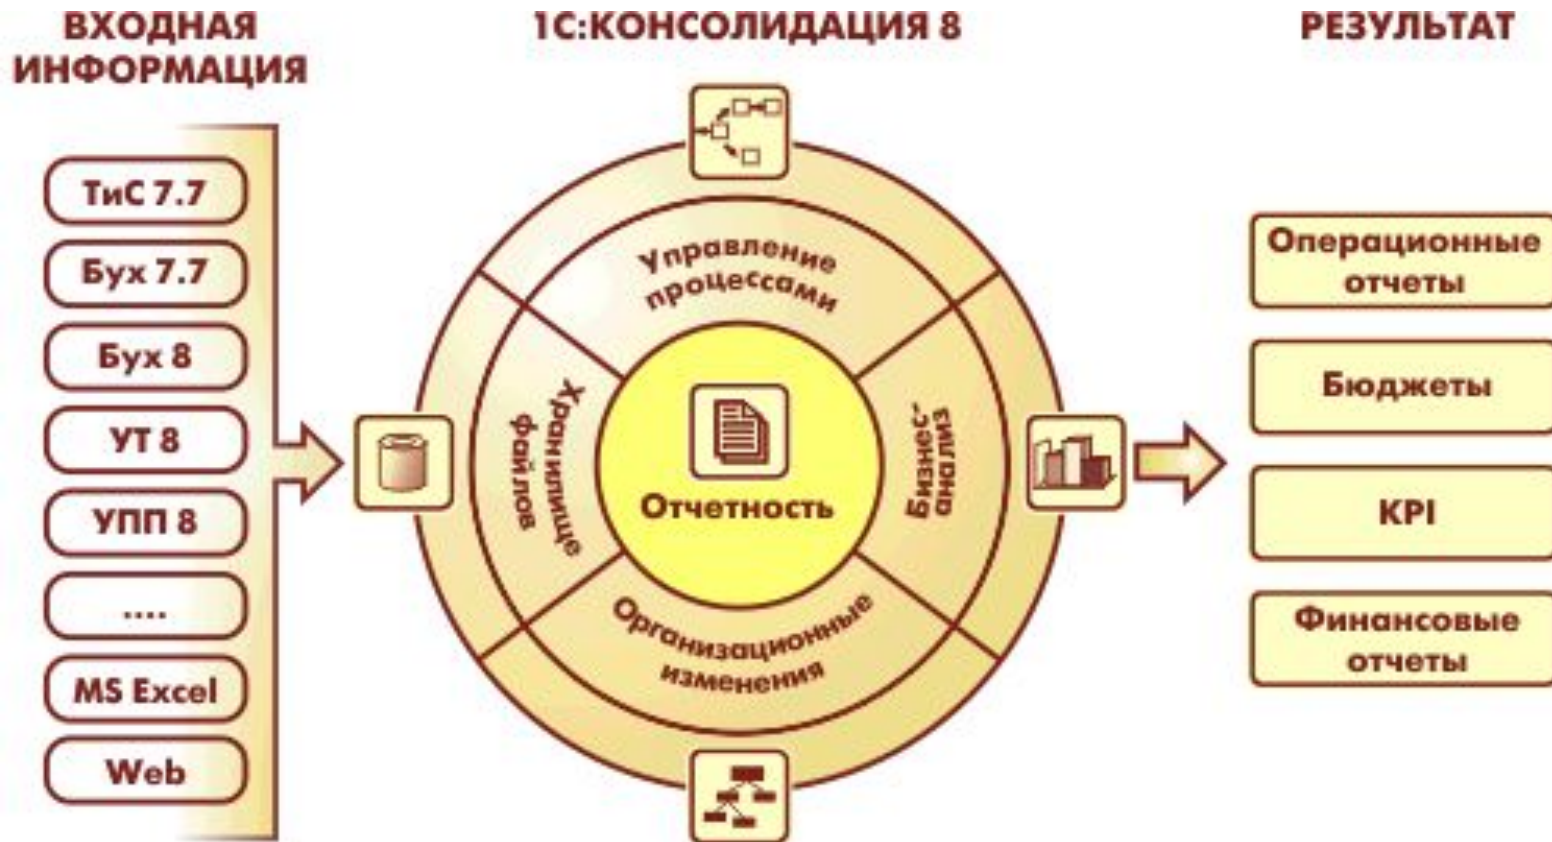 ВХОДНАЯ
ИНФОРМАЦИЯ
ТиС 7.7
Бух 7.7
Бух 8
УТ 8
УПП 8
....
MS Excel
Web
1С:КОНСОЛИДАЦИЯ 8
Управление
процессами
Хранилище
файлов
Отчетность
Бизнес-
анализ
Организационные
изменения
РЕЗУЛЬТАТ
Операционные
отчеты
Бюджеты
KPI
Финансовые
отчеты